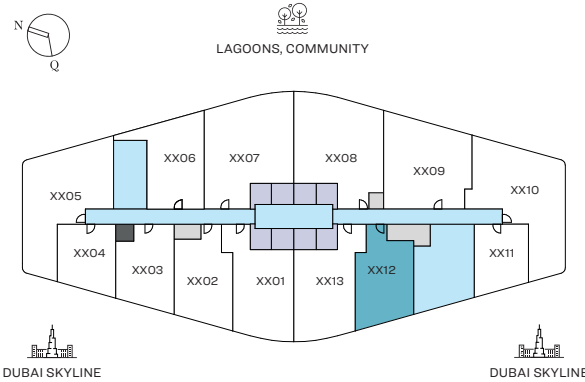 N
Q
LAGOONS, COMMUNITY
XX06
XX07
XX08
XX09
XX05
XX10
XX04
XX03
XX02
XX01
XX13
XX12
XX11
DUBAI SKYLINE
DUBAI SKYLINE